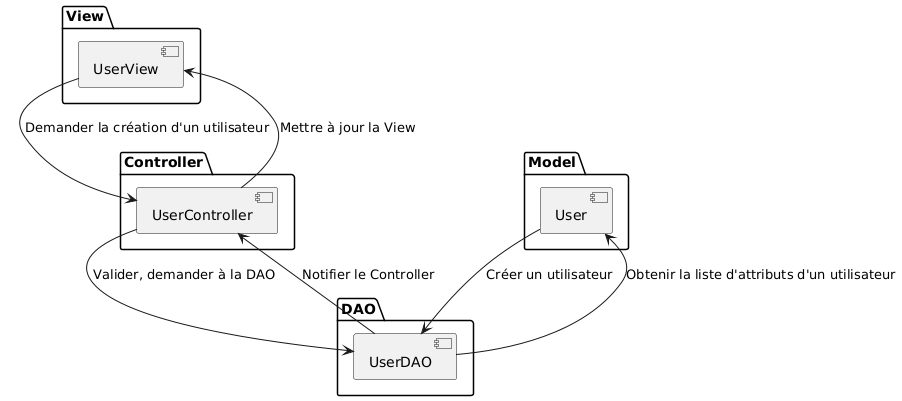 View
UserView
Demander la création d'un utilisateur
Mettre à jour la View
Controller
Model
UserController
User
Valider, demander à la DAO
Notifier le Controller
Créer un utilisateur
Obtenir la liste d'attributs d'un utilisateur
DAO
UserDAO